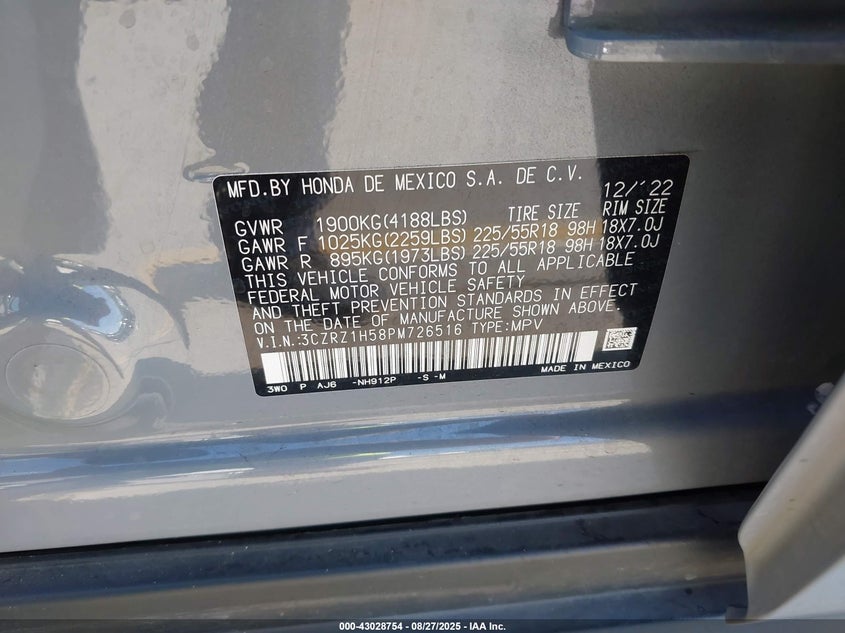 MFD.BY HONDA DE MEXICO S.A. DE C.V. 12/'22
GVWR 1900KG(4188LBS) TIRE SIZE RIM SIZE
GAWR F 1025KG(2259LBS) 225/55R18 98H 18X7.0J
GAWR R 895KG(1973LBS) 225/55R18 98H 18X7.0J
THIS VEHICLE CONFORMS TO ALL APPLICABLE
FEDERAL MOTOR VEHICLE SAFETY
AND THEFT PREVENTION STANDARDS IN EFFECT
ON THE DATE OF MANUFACTURE SHOWN ABOVE.
V.I.N.:3CZRZ1H58PM726516 TYPE:MPV
3W0 P AJ6 -NH912P -S -M MADE IN MEXICO
000-43028754 - 08/27/2025 - IAA Inc.